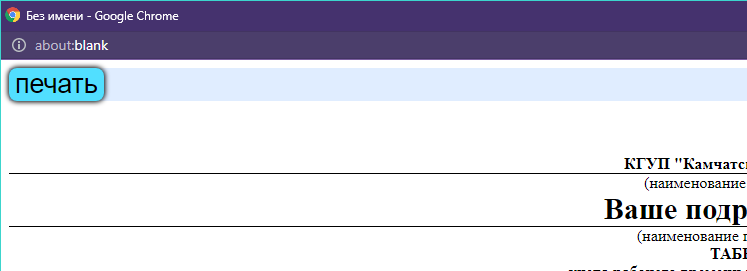 Без имени - Google Chrome
about:blank
печать
КГУП "Камчатс
(наименование
Ваше подр
(наименование п
ТАБ